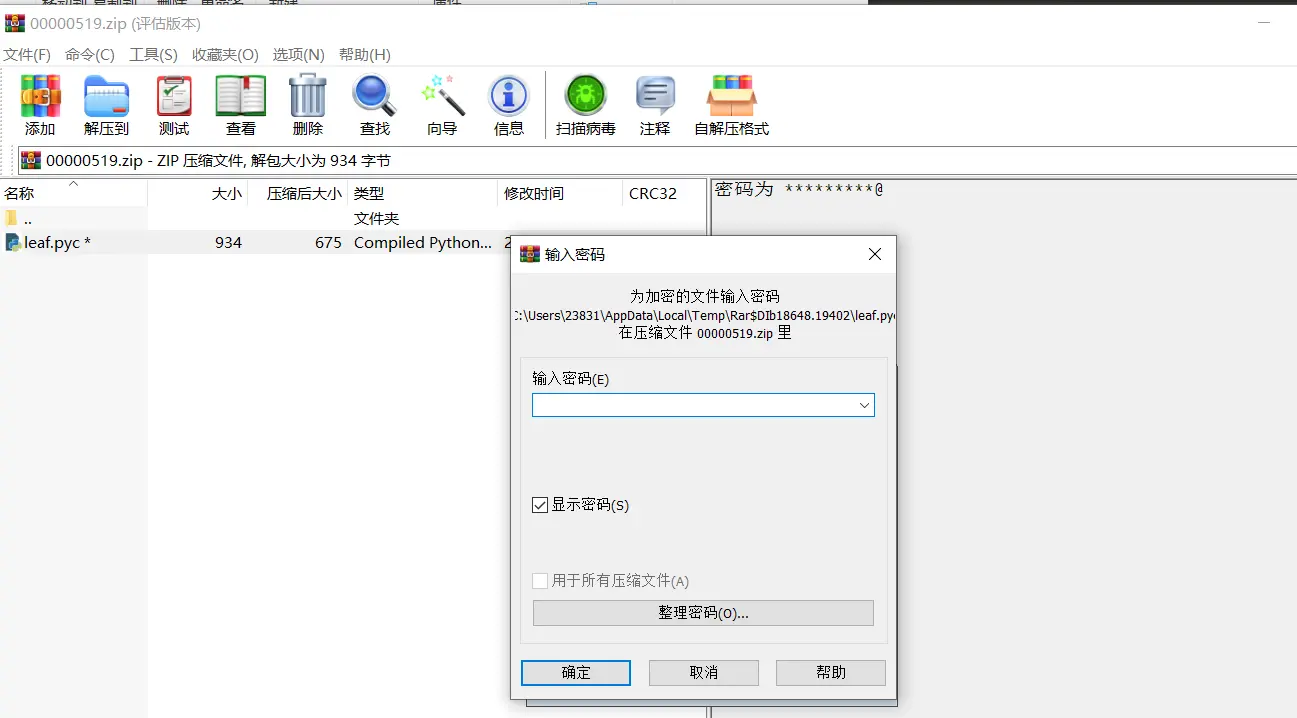 00000519.zip (评估版本)
文件(F) 命令(C) 工具(S) 收藏夹(O) 选项(N) 帮助(H)
添加 解压到 测试 查看 删除 查找 向导 信息 扫描病毒 注释 自解压格式
00000519.zip - ZIP 压缩文件, 解包大小为 934 字节
名称 大小 压缩后大小 类型 修改时间 CRC32
.. 文件夹
leaf.pyc * 934 675 Compiled Python... 2
密码为 *********@
输入密码
为加密的文件输入密码
:\Users\23831\AppData\Local\Temp\Rar$DIb18648.19402\leaf.pyc
在压缩文件 00000519.zip 里
输入密码(E)
显示密码(S)
用于所有压缩文件(A)
整理密码(O)...
确定 取消 帮助